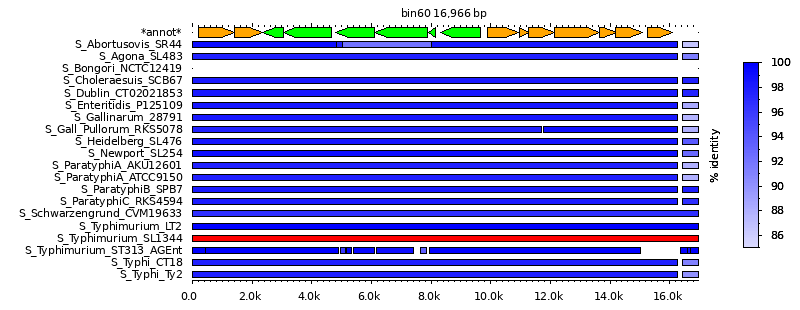 bin60 16,966 bp
*annot*
S_Abortusovis_SR44
S_Agona_SL483
S_Bongori_NCTC12419
S_Choleraesuis_SCB67
S_Dublin_CT02021853
S_Enteritidis_P125109
S_Gallinarum_28791
S_Gall_Pullorum_RKS5078
S_Heidelberg_SL476
S_Newport_SL254
S_ParatyphiA_AKU12601
S_ParatyphiA_ATCC9150
S_ParatyphiB_SPB7
S_ParatyphiC_RKS4594
S_Schwarzengrund_CVM19633
S_Typhimurium_LT2
S_Typhimurium_SL1344
S_Typhimurium_ST313_AGEnt
S_Typhi_CT18
S_Typhi_Ty2
0.0 2.0k 4.0k 6.0k 8.0k 10.0k 12.0k 14.0k 16.0k
100
98
96
94
92
90
88
86
% identity